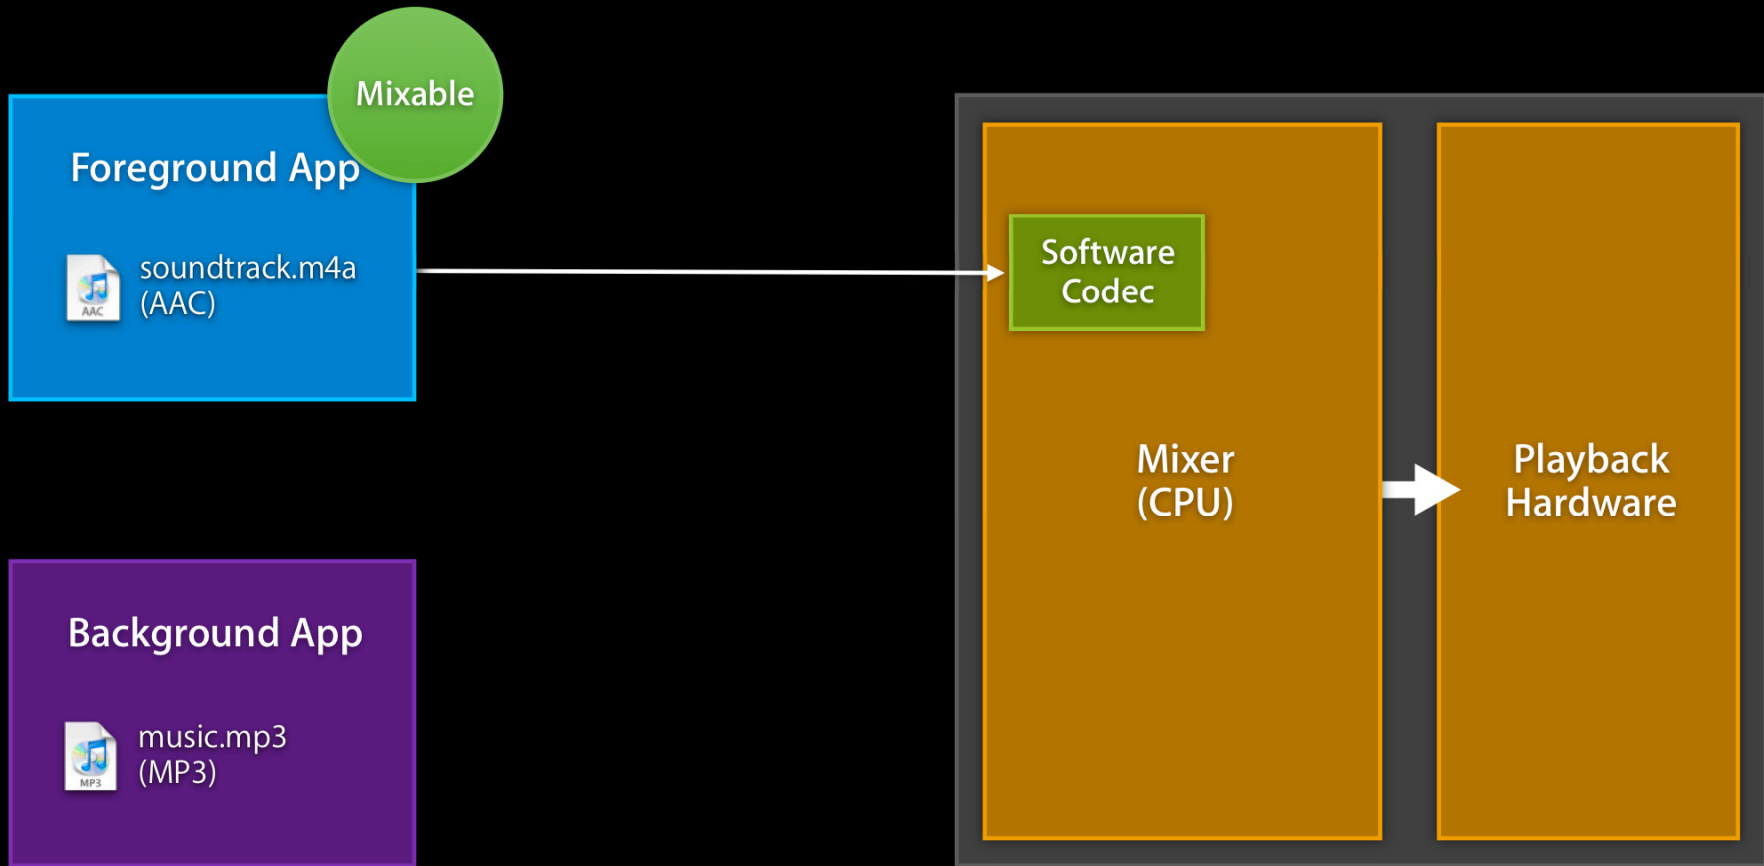 Mixable
Foreground App
soundtrack.m4a
(AAC)
AAC
Software
Codec
Mixer
(CPU)
Playback
Hardware
Background App
music.mp3
(MP3)
MP3